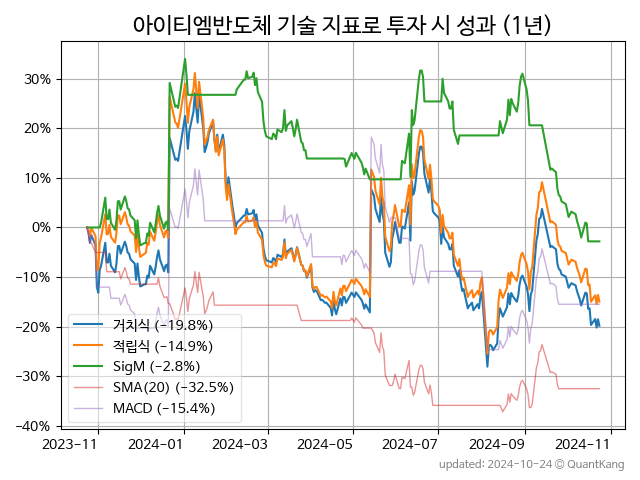 아이티엠반도체 기술 지표로 투자 시 성과 (1년)
30%
20%
10%
0%
−10%
−20%
−30%
−40%
거치식 (−19.8%)
적립식 (−14.9%)
SigM (−2.8%)
SMA(20) (−32.5%)
MACD (−15.4%)
2023-11 2024-01 2024-03 2024-05 2024-07 2024-09 2024-11
updated: 2024-10-24 © QuantKang